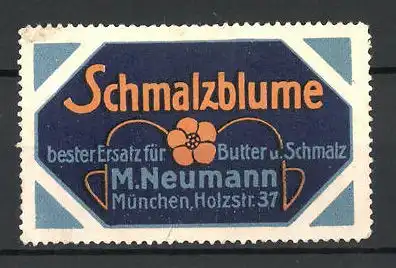 Schmalzblume
bester Ersatz für Butter u. Schmalz
M. Neumann
München, Holzstr. 37